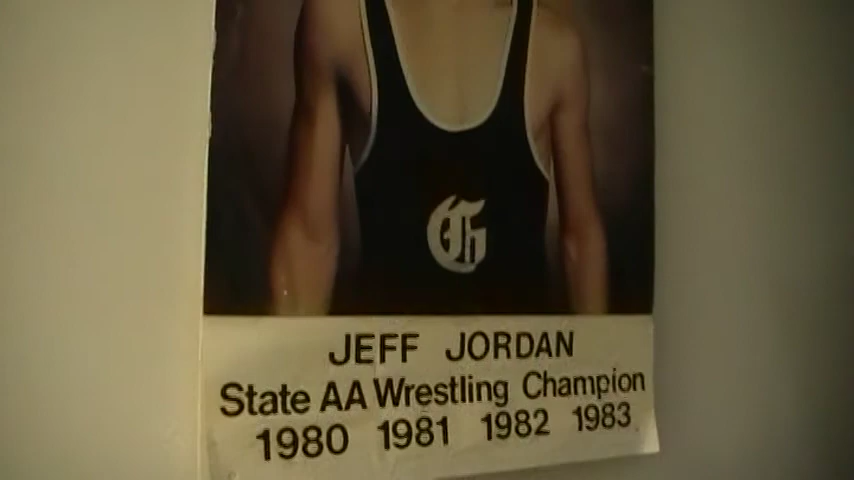 G
JEFF JORDAN
State AA Wrestling Champion
1980 1981 1982 1983